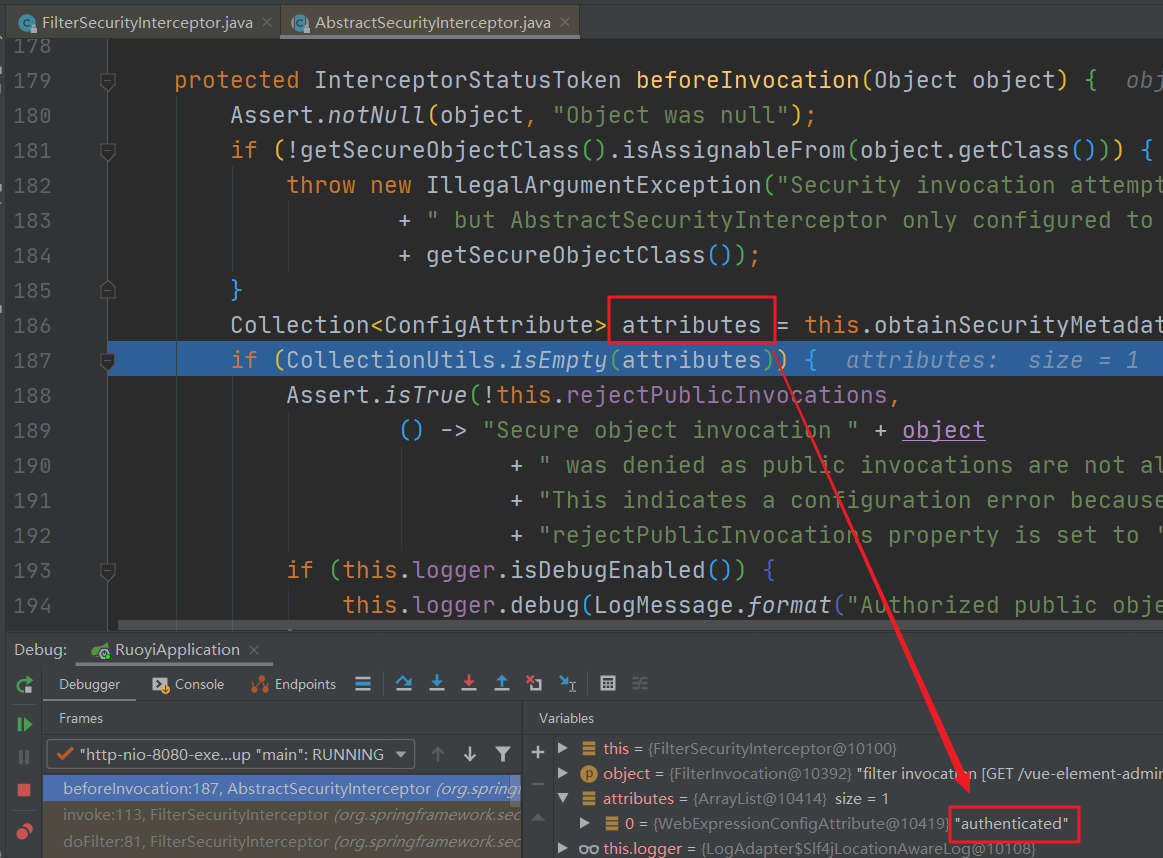 FilterSecurityInterceptor.java × AbstractSecurityInterceptor.java ×
178
179 protected InterceptorStatusToken beforeInvocation(Object object) { obj
180 Assert.notNull(object, "Object was null");
181 if (!getSecureObjectClass().isAssignableFrom(object.getClass())) {
182 throw new IllegalArgumentException("Security invocation attempt
183 + " but AbstractSecurityInterceptor only configured to
184 + getSecureObjectClass());
185 }
186 Collection<ConfigAttribute> attributes = this.obtainSecurityMetadat
187 if (CollectionUtils.isEmpty(attributes)) { attributes: size = 1
188 Assert.isTrue(!this.rejectPublicInvocations,
189 () -> "Secure object invocation " + object
190 + " was denied as public invocations are not al
191 + "This indicates a configuration error because
192 + "rejectPublicInvocations property is set to '
193 if (this.logger.isDebugEnabled()) {
194 this.logger.debug(LogMessage.format("Authorized public obje
Debug: RuoyiApplication ×
Debugger Console Endpoints
Frames Variables
"http-nio-8080-exe...up "main": RUNNING
this = {FilterSecurityInterceptor@10100}
object = {FilterInvocation@10392} "filter invocation [GET /vue-element-admin
beforeInvocation:187, AbstractSecurityInterceptor (org.springf
attributes = {ArrayList@10414} size = 1
invoke:113, FilterSecurityInterceptor (org.springframework.sec
0 = {WebExpressionConfigAttribute@10419} "authenticated"
doFilter:81, FilterSecurityInterceptor (org.springframework.sec
this.logger = {LogAdapter$Slf4jLocationAwareLog@10108}